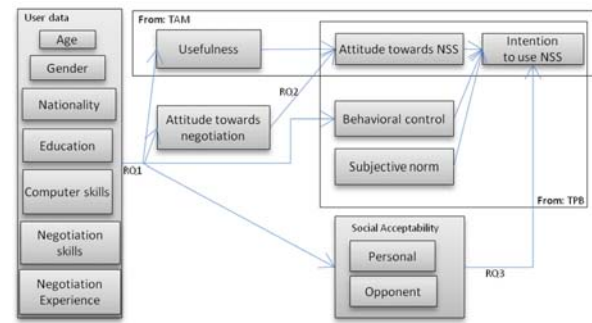 User data
Age
Gender
Nationality
Education
Computer skills
Negotiation
skills
Negotiation
Experience
RQ1
From: TAM
Usefulness
Attitude towards
negotiation
RQ2
Attitude towards NSS
Intention
to use NSS
Behavioral control
Subjective norm
From: TPB
Social Acceptability
Personal
Opponent
RQ3